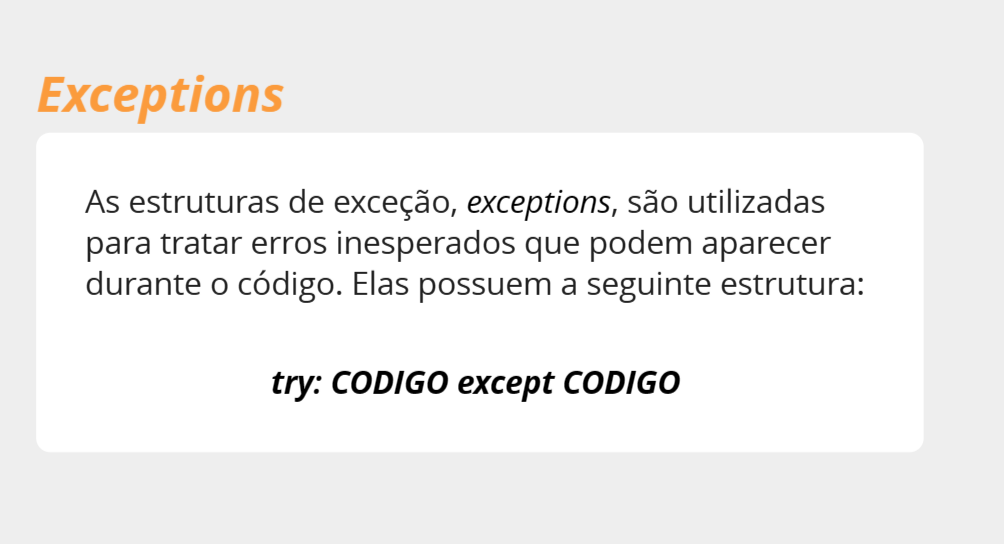 Exceptions
As estruturas de exceção, exceptions, são utilizadas
para tratar erros inesperados que podem aparecer
durante o código. Elas possuem a seguinte estrutura:
try: CODIGO except CODIGO